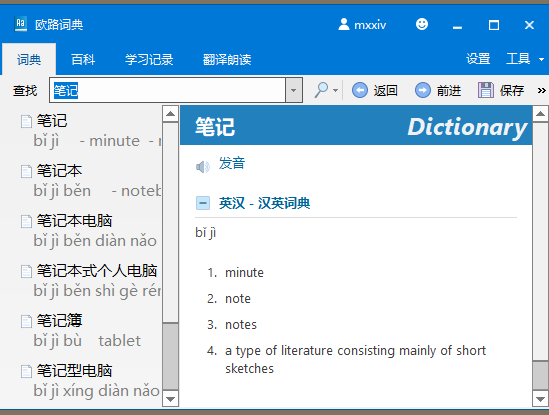 欧路词典
mxxiv
词典 百科 学习记录 翻译朗读 设置 工具
查找 笔记 返回 前进 保存 »
笔记
bǐ jì - minute -
笔记本
bǐ jì běn - noteb
笔记本电脑
bǐ jì běn diàn nǎo
笔记本式个人电脑
bǐ jì běn shì gè rén
笔记簿
bǐ jì bù tablet
笔记型电脑
bǐ jì xíng diàn nǎo
笔记 Dictionary
发音
英汉 - 汉英词典
bǐ jì
1. minute
2. note
3. notes
4. a type of literature consisting mainly of short
sketches